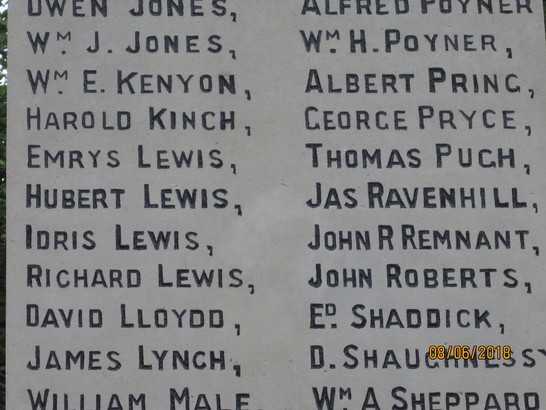 OWEN JONES,
WM. J. JONES,
WM. E. KENYON,
HAROLD KINCH,
EMRYS LEWIS,
HUBERT LEWIS,
IDRIS LEWIS,
RICHARD LEWIS,
DAVID LLOYDD,
JAMES LYNCH,
WILLIAM MALE,
ALFRED POYNER
WM. H. POYNER,
ALBERT PRING,
GEORGE PRYCE,
THOMAS PUGH,
JAS RAVENHILL,
JOHN R REMNANT,
JOHN ROBERTS,
ED. SHADDICK,
D. SHAUGHNESSY
WM. A SHEPPARD
08/06/2018